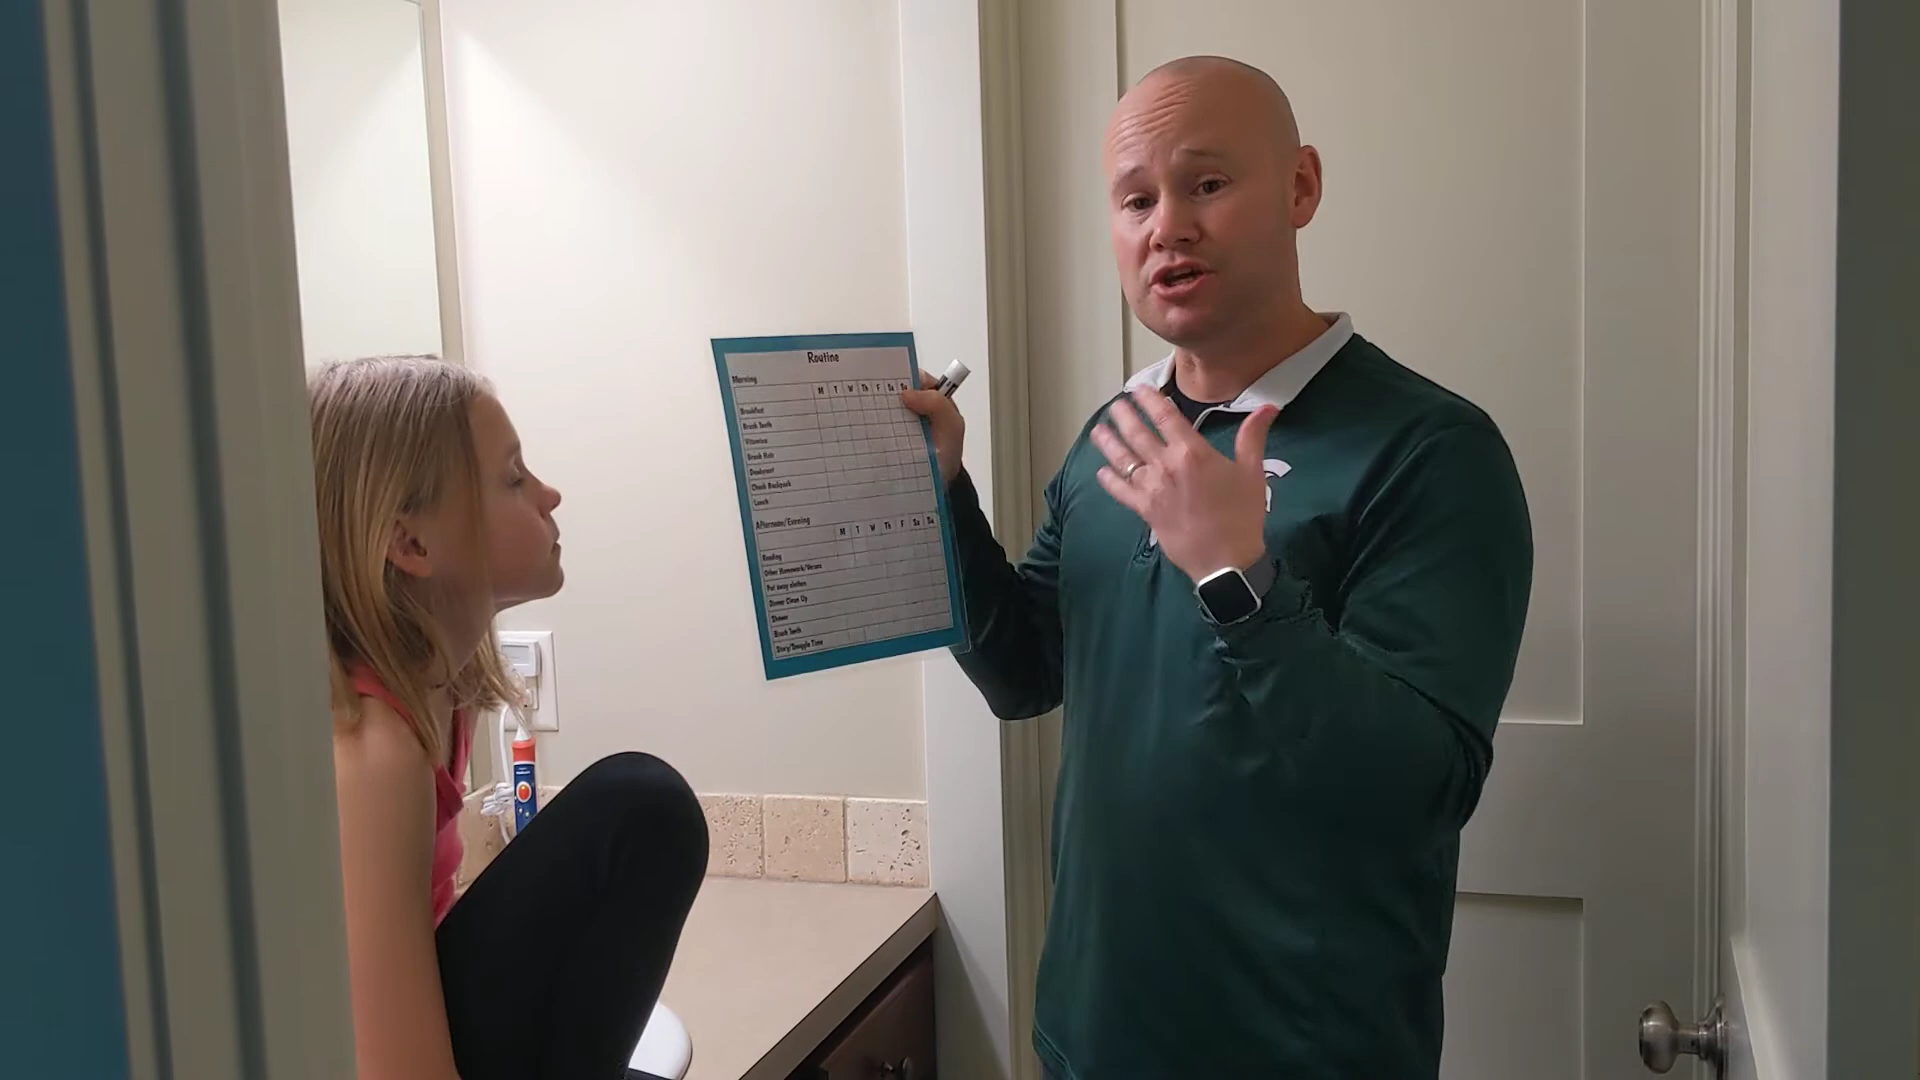 Routine
Morning
M T W Th F Sa Su
Breakfast
Brush Teeth
Vitamins
Brush Hair
Deodorant
Check Backpack
Lunch
Afternoon/Evening
M T W Th F Sa Su
Reading
Other Homework/Verses
Put away clothes
Dinner Clean Up
Shower
Brush Teeth
Story/Snuggle Time